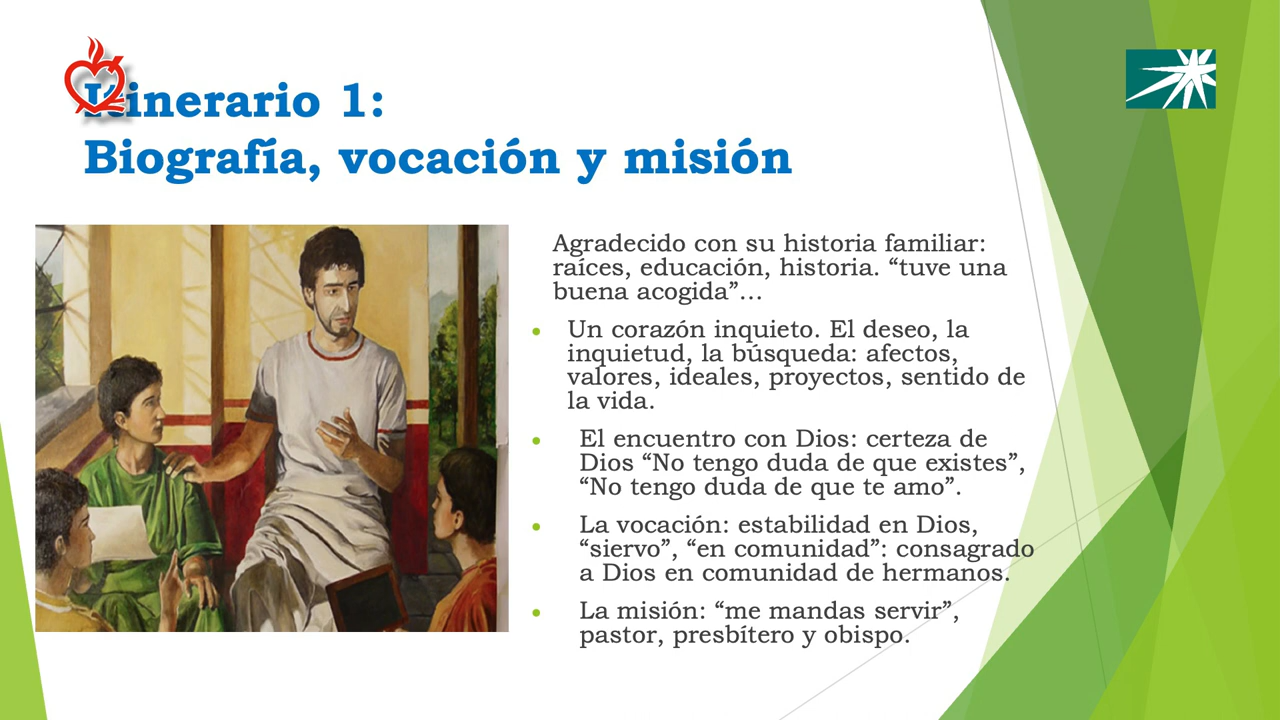 Itinerario 1:
Biografía, vocación y misión
Agradecido con su historia familiar:
raíces, educación, historia. “tuve una
buena acogida”...
Un corazón inquieto. El deseo, la
inquietud, la búsqueda: afectos,
valores, ideales, proyectos, sentido de
la vida.
El encuentro con Dios: certeza de
Dios “No tengo duda de que existes”,
“No tengo duda de que te amo”.
La vocación: estabilidad en Dios,
“siervo”, “en comunidad”: consagrado
a Dios en comunidad de hermanos.
La misión: “me mandas servir”,
pastor, presbítero y obispo.